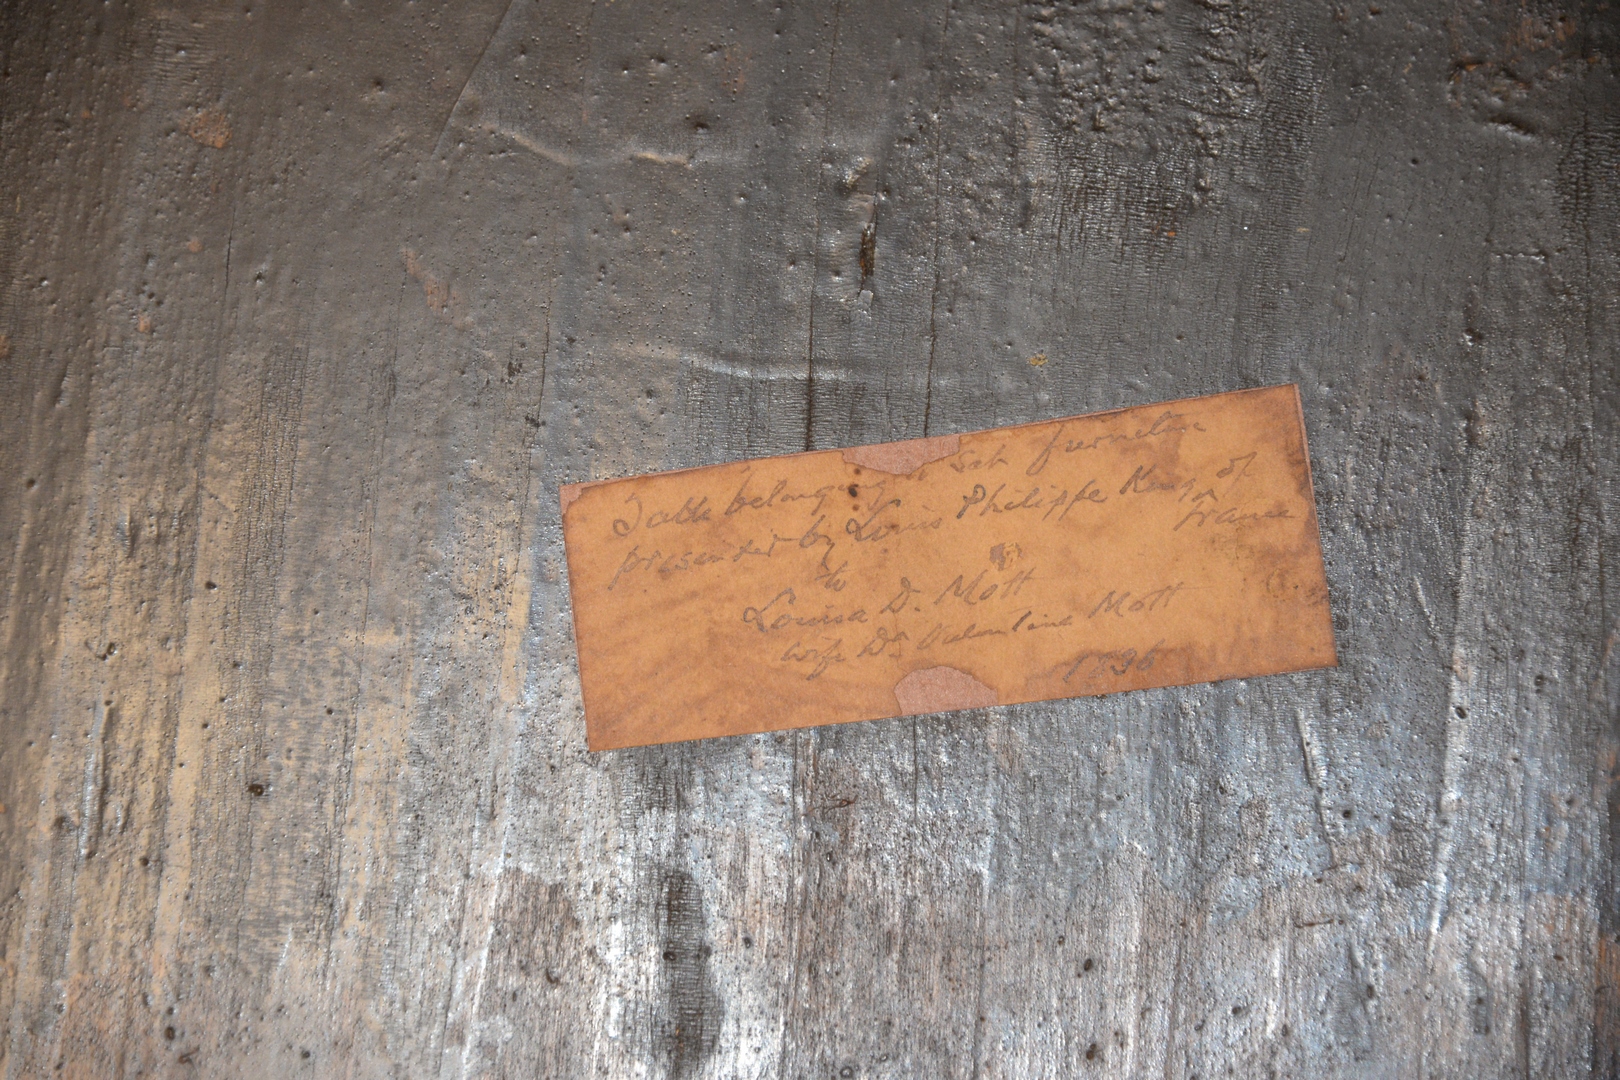 Table belonging to Set furniture
presented by Louis Philippe King of
France
to
Louisa D. Mott
wife Dr Valentine Mott
1836